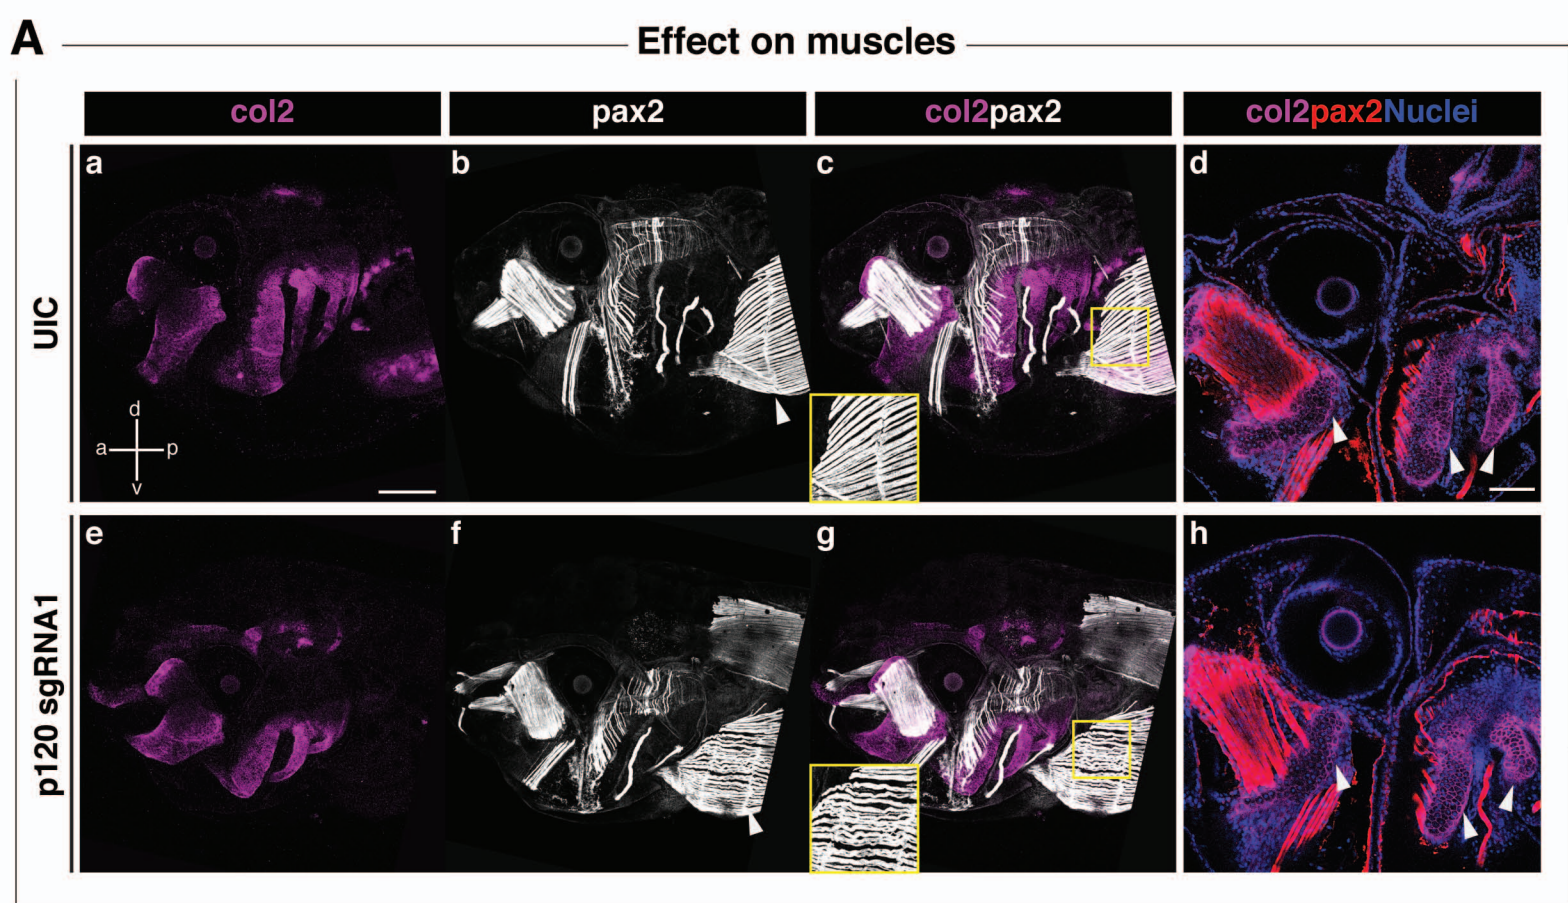 A
Effect on muscles
col2
pax2
col2pax2
col2pax2Nuclei
UIC
a
b
c
d
d
a p
v
p120 sgRNA1
e
f
g
h